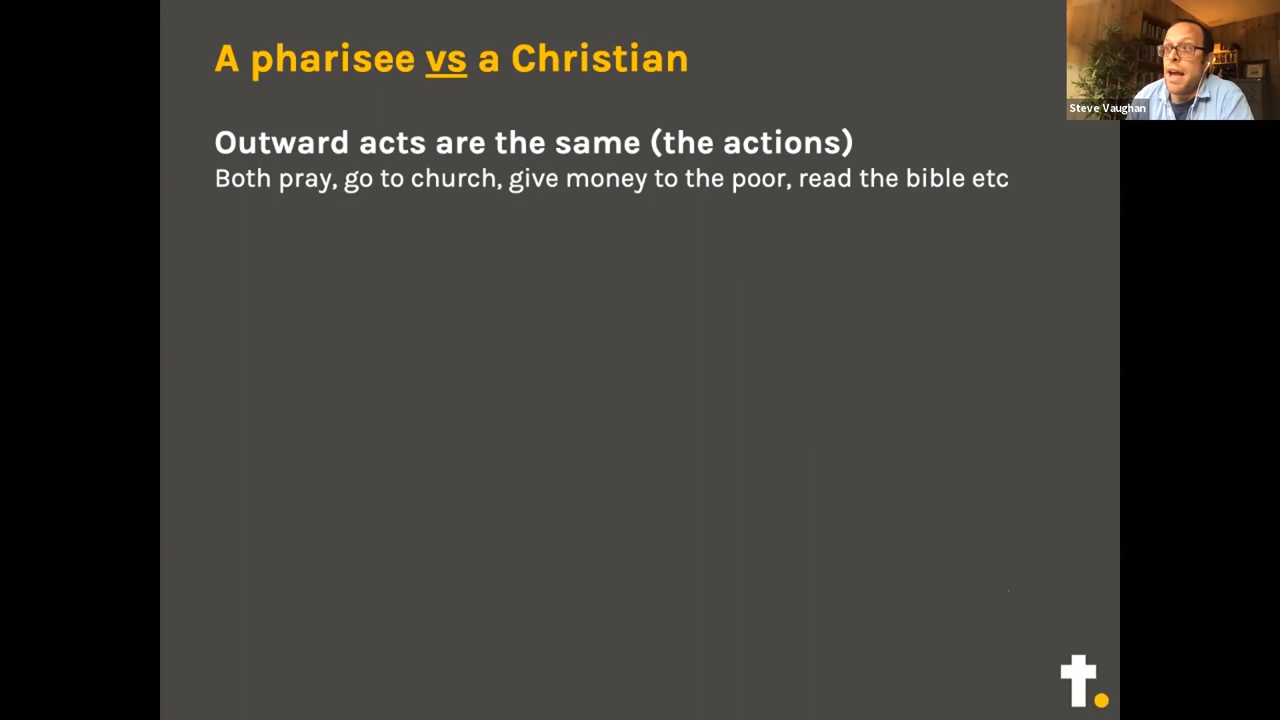 A pharisee vs a Christian
Outward acts are the same (the actions)
Both pray, go to church, give money to the poor, read the bible etc
Steve Vaughan